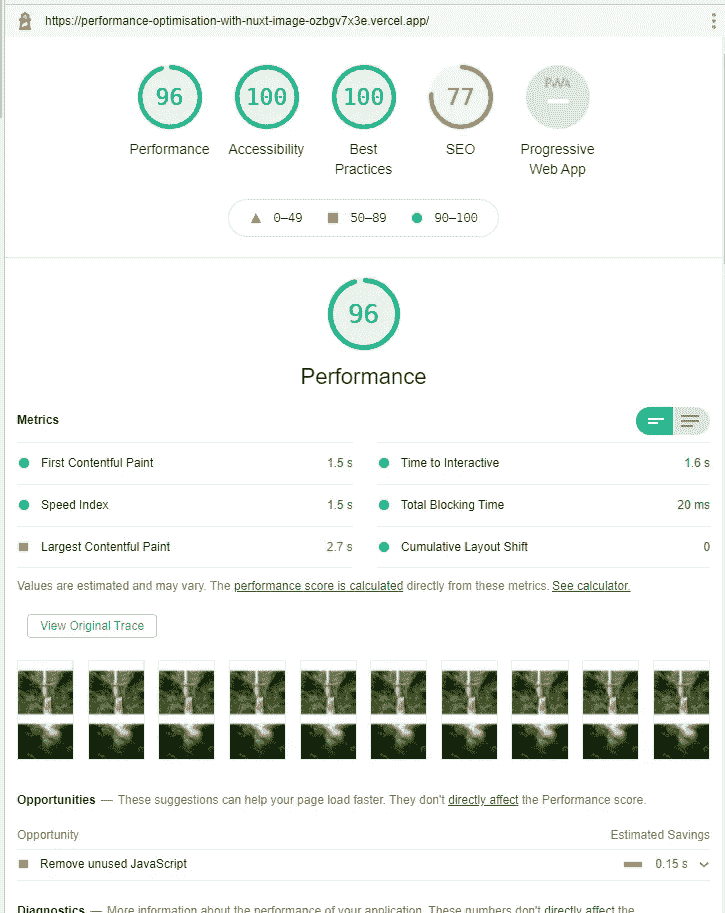 https://performance-optimisation-with-nuxt-image-ozbgv7x3e.vercel.app/
96 100 100 77 PWA
Performance Accessibility Best Practices SEO Progressive Web App
0–49 50–89 90–100
96
Performance
Metrics
First Contentful Paint 1.5 s
Time to Interactive 1.6 s
Speed Index 1.5 s
Total Blocking Time 20 ms
Largest Contentful Paint 2.7 s
Cumulative Layout Shift 0
Values are estimated and may vary. The performance score is calculated directly from these metrics. See calculator.
View Original Trace
Opportunities — These suggestions can help your page load faster. They don't directly affect the Performance score.
Opportunity Estimated Savings
Remove unused JavaScript 0.15 s
Diagnostics — More information about the performance of your application. These numbers don't directly affect the